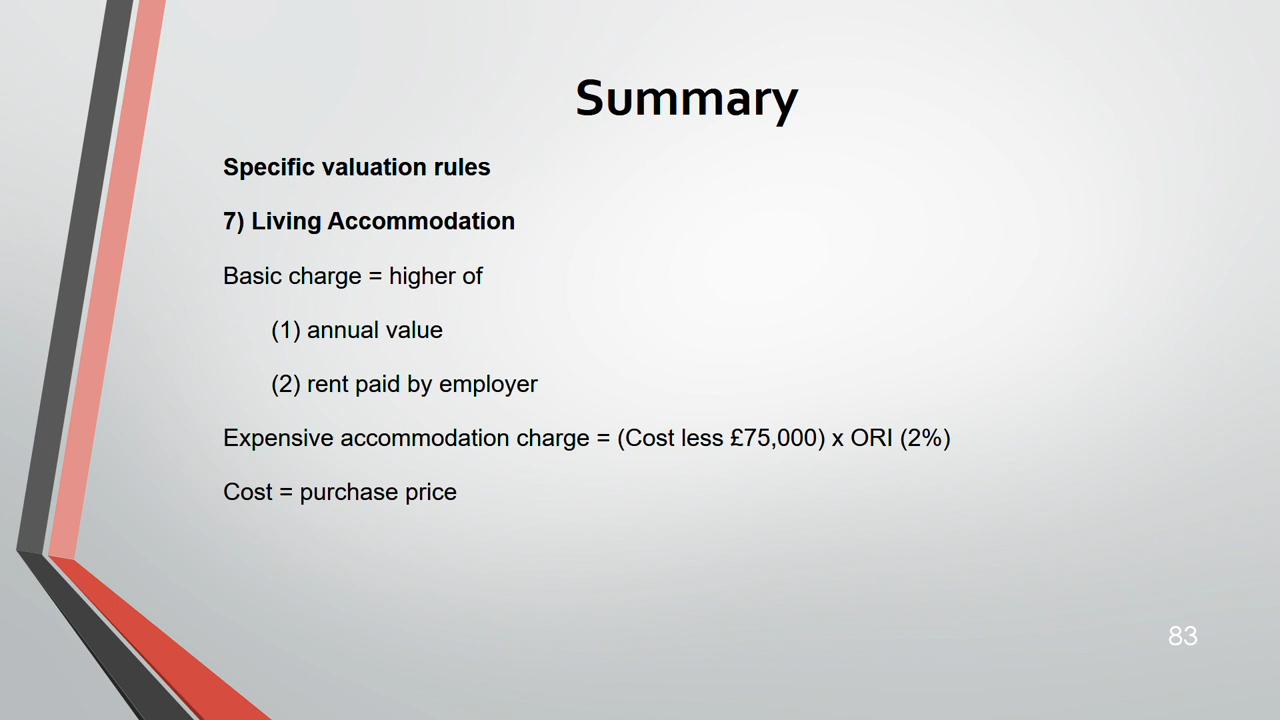 Summary
Specific valuation rules
7) Living Accommodation
Basic charge = higher of
(1) annual value
(2) rent paid by employer
Expensive accommodation charge = (Cost less £75,000) x ORI (2%)
Cost = purchase price
83